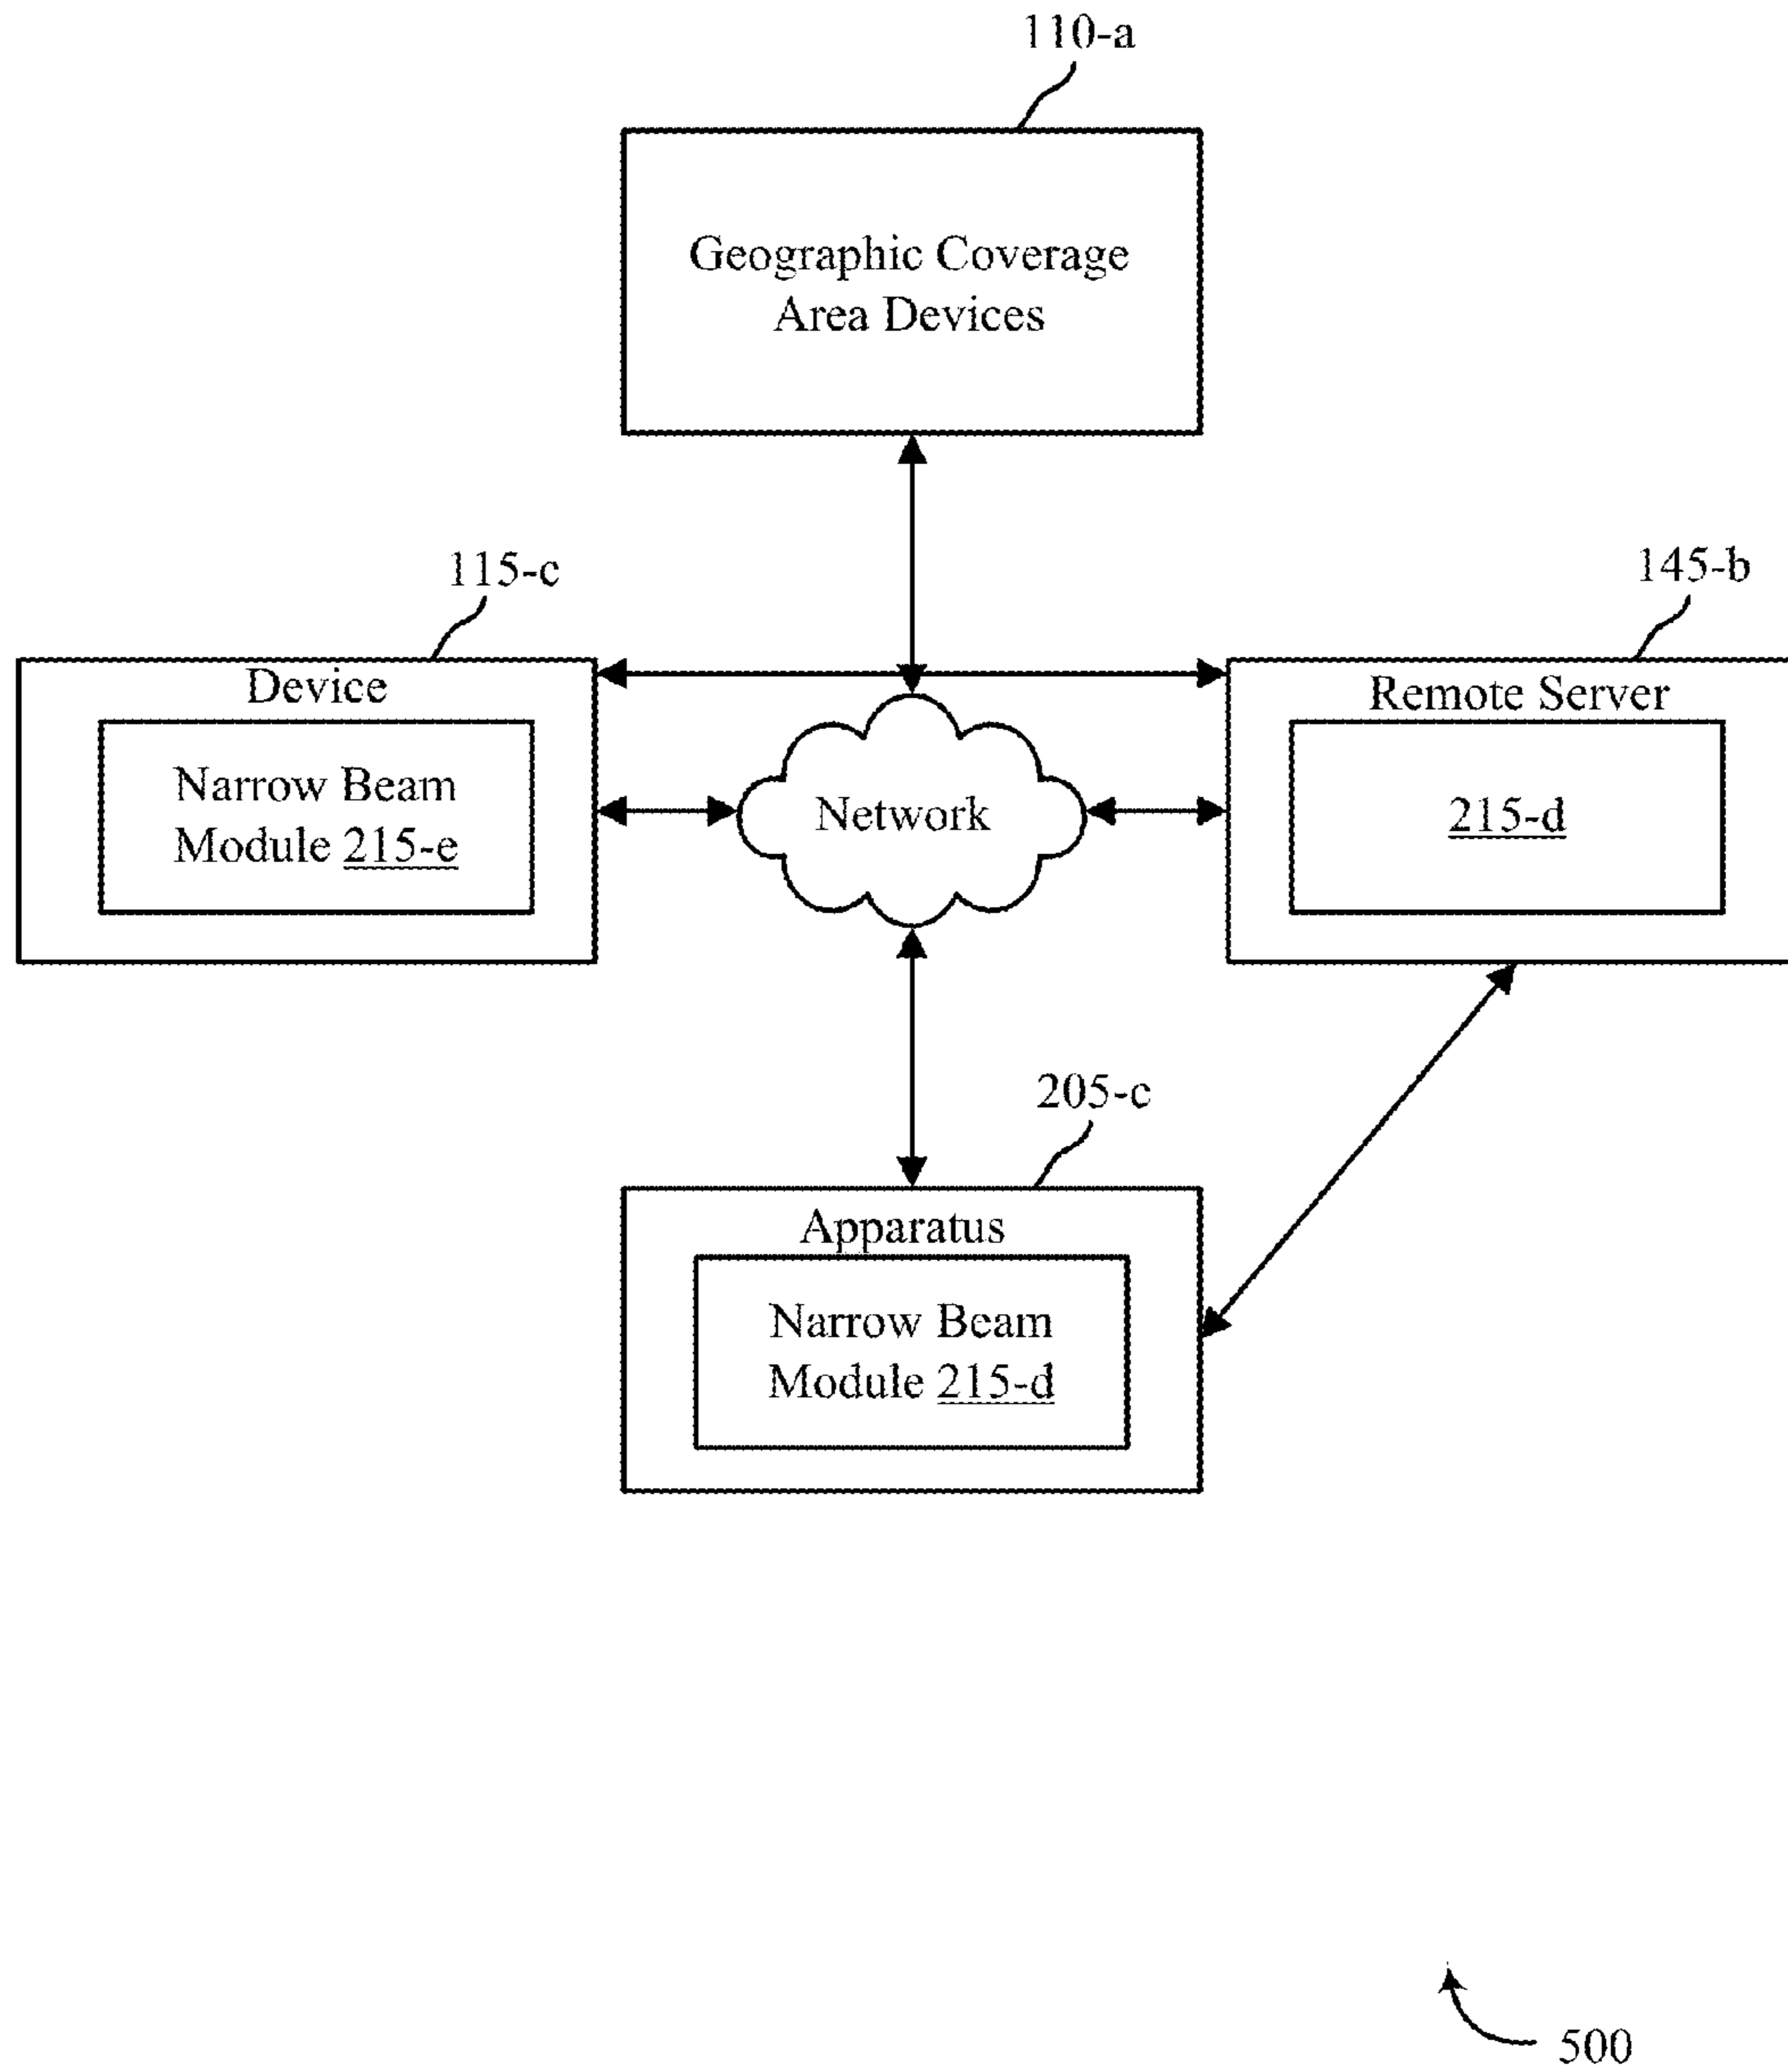 110-a
Geographic Coverage
Area Devices
115-c
145-b
Device
Remote Server
Narrow Beam
Module 215-e
Network
215-d
205-c
Apparatus
Narrow Beam
Module 215-d
500